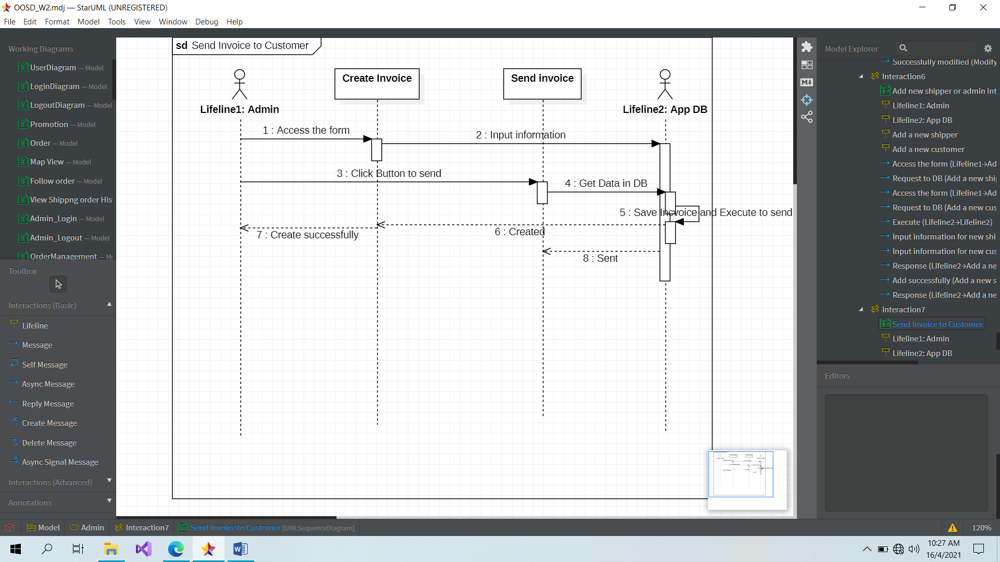 OOSD_W2.mdj — StarUML (UNREGISTERED)
File Edit Format Model Tools View Window Debug Help
Working Diagrams
UserDiagram — Model
LoginDiagram — Model
LogoutDiagram — Model
Promotion — Model
Order — Model
Map View — Model
Follow order — Model
View Shippng order His
Admin_Login — Model
Admin_Logout — Model
OrderManagement — Mo
Toolbox
Interactions (Basic)
Lifeline
Message
Self Message
Async Message
Reply Message
Create Message
Delete Message
Async Signal Message
Interactions (Advanced)
Annotations
sd Send Invoice to Customer
Create Invoice
Send invoice
Lifeline1: Admin
Lifeline2: App DB
1 : Access the form
2 : Input information
3 : Click Button to send
4 : Get Data in DB
5 : Save Incvoice and Execute to send
6 : Created
7 : Create successfully
8 : Sent
Model Explorer
Successfully modified (Modify
Interaction6
Add new shipper or admin int
Lifeline1: Admin
Lifeline2: App DB
Add a new shipper
Add a new customer
Access the form (Lifeline1→Ad
Request to DB (Add a new shi
Access the form (Lifeline1→Ad
Request to DB (Add a new cus
Execute (Lifeline2→Lifeline2)
Input information for new shi
Input information for new cus
Response (Lifeline2→Add a ne
Add successfully (Add a new s
Response (Lifeline2→Add a ne
Interaction7
Send Invoice to Customer
Lifeline1: Admin
Lifeline2: App DB
Editors
Model Admin Interaction7 Send Invoice to Customer [UMLSequenceDiagram]
120%
10:27 AM
16/4/2021